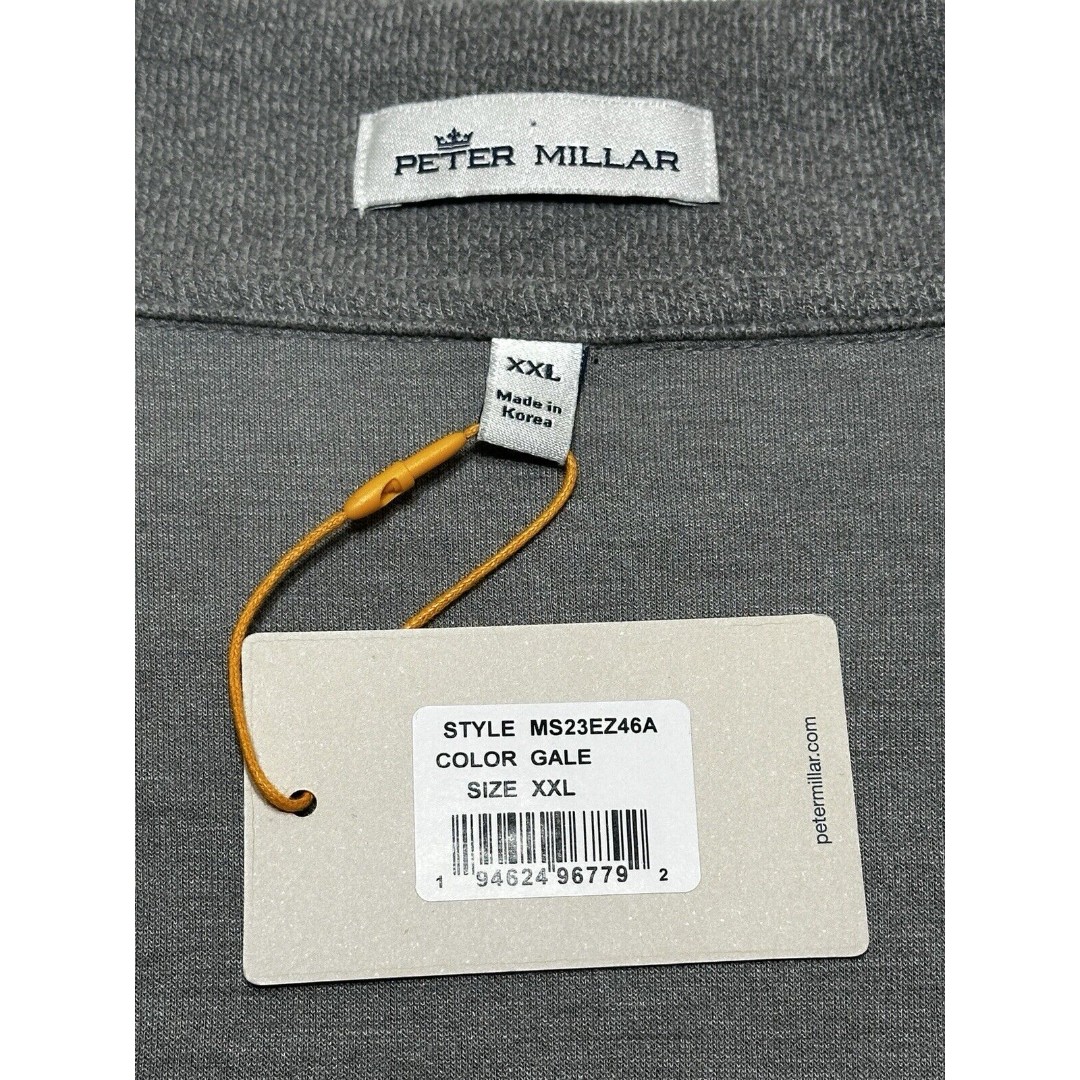 PETER MILLAR
XXL
Made in
Korea
STYLE MS23EZ46A
COLOR GALE
SIZE XXL
1 94624 96779 2
petermillar.com